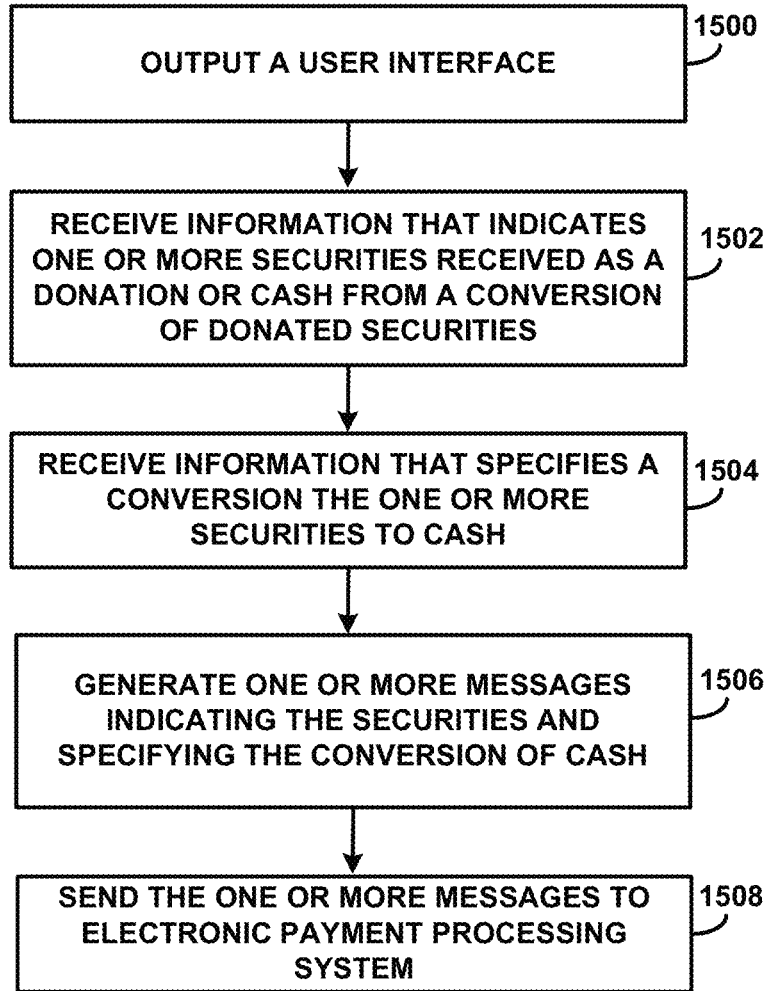 1500
OUTPUT A USER INTERFACE
1502
RECEIVE INFORMATION THAT INDICATES
ONE OR MORE SECURITIES RECEIVED AS A
DONATION OR CASH FROM A CONVERSION
OF DONATED SECURITIES
1504
RECEIVE INFORMATION THAT SPECIFIES A
CONVERSION THE ONE OR MORE
SECURITIES TO CASH
1506
GENERATE ONE OR MORE MESSAGES
INDICATING THE SECURITIES AND
SPECIFYING THE CONVERSION OF CASH
1508
SEND THE ONE OR MORE MESSAGES TO
ELECTRONIC PAYMENT PROCESSING
SYSTEM